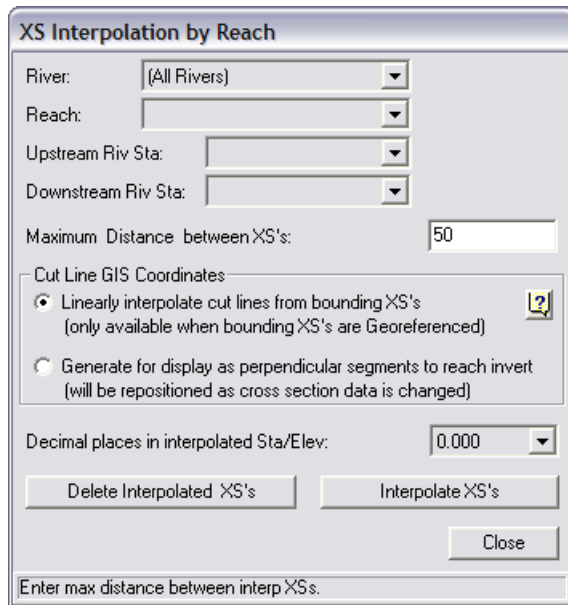 XS Interpolation by Reach
River: (All Rivers)
Reach:
Upstream Riv Sta:
Downstream Riv Sta:
Maximum Distance between XS's: 50
Cut Line GIS Coordinates
Linearly interpolate cut lines from bounding XS's
(only available when bounding XS's are Georeferenced)
?
Generate for display as perpendicular segments to reach invert
(will be repositioned as cross section data is changed)
Decimal places in interpolated Sta/Elev: 0.000
Delete Interpolated XS's Interpolate XS's
Close
Enter max distance between interp XSs.